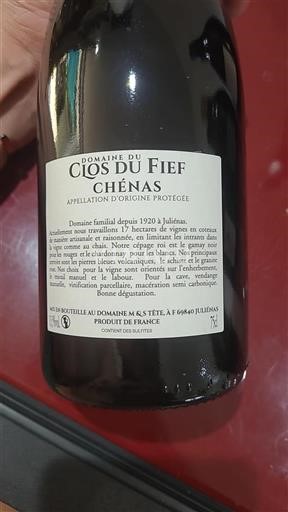 DOMAINE DU
CLOS DU FIEF
CHÉNAS
APPELLATION D'ORIGINE PROTÉGÉE
Domaine familial depuis 1920 à Juliénas.
Actuellement nous travaillons 17 hectares de vignes en coteaux
de manière artisanale et raisonnée, en limitant les intrants dans
la vigne comme au chais. Notre cépage roi est le gamay noir
pour les rouges et le chardonnay pour les blancs. Nos principaux
sont les pierres bleues, volcaniques, le schiste et le granite
Nos choix pour la vigne sont orientés sur l'enherbement,
manuel et le labour. Pour la cave, vendange
manuelle, vinification parcellaire, macération semi carbonique.
Bonne dégustation.
MIS EN BOUTEILLE AU DOMAINE M & S TÊTE, À F 69840 JULIÉNAS
PRODUIT DE FRANCE
75cl
CONTIENT DES SULFITES